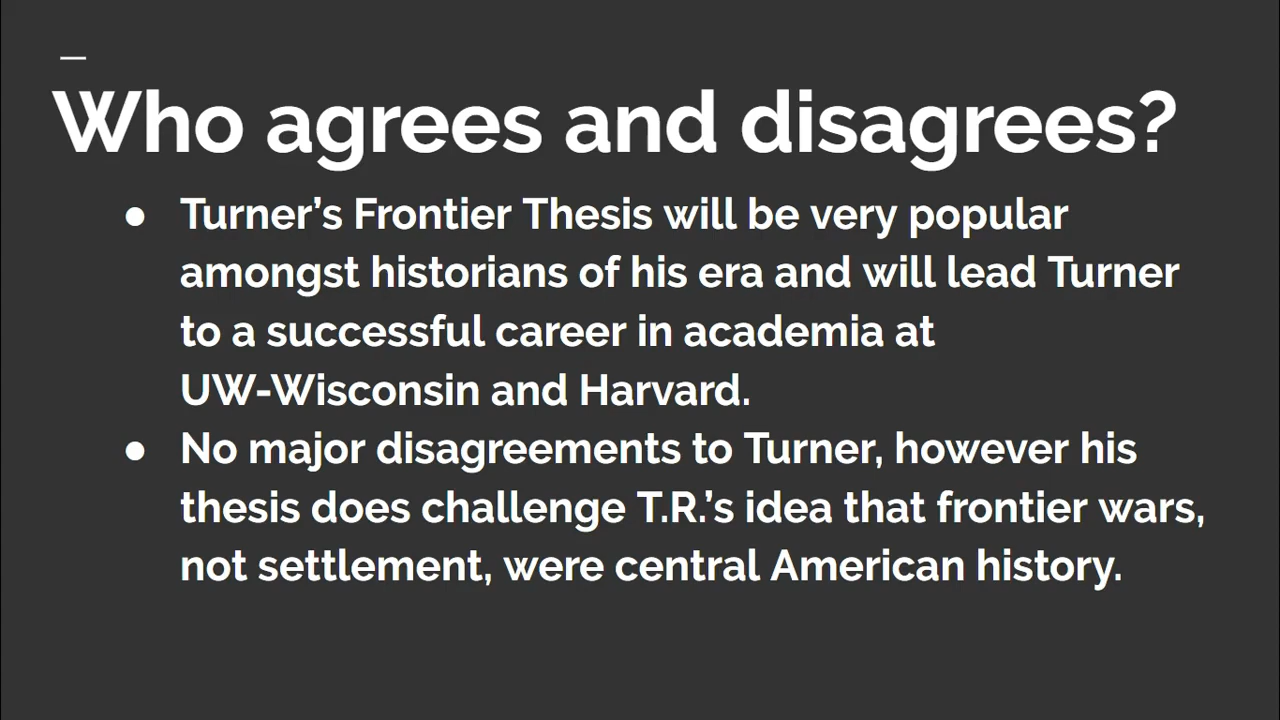 Who agrees and disagrees?
● Turner’s Frontier Thesis will be very popular
amongst historians of his era and will lead Turner
to a successful career in academia at
UW-Wisconsin and Harvard.
● No major disagreements to Turner, however his
thesis does challenge T.R.’s idea that frontier wars,
not settlement, were central American history.